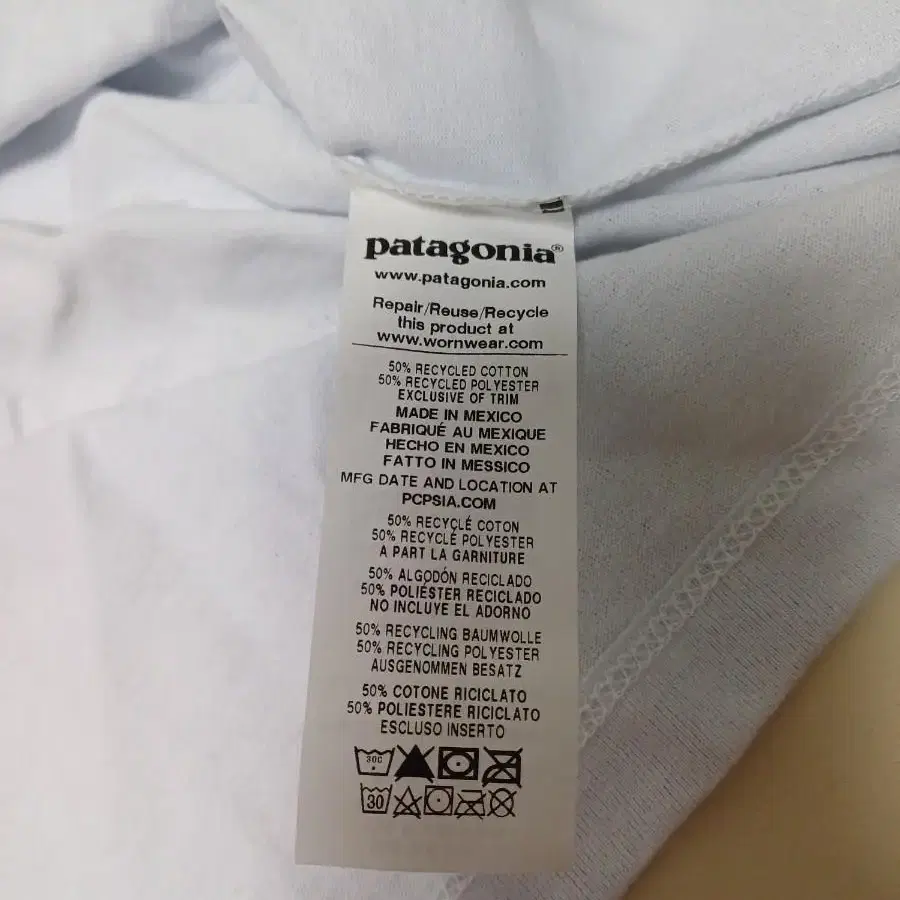 patagonia®
www.patagonia.com
Repair/Reuse/Recycle
this product at
www.wornwear.com
50% RECYCLED COTTON
50% RECYCLED POLYESTER
EXCLUSIVE OF TRIM
MADE IN MEXICO
FABRIQUÉ AU MEXIQUE
HECHO EN MEXICO
FATTO IN MESSICO
MFG DATE AND LOCATION AT
PCPSIA.COM
50% RECYCLÉ COTON
50% RECYCLÉ POLYESTER
A PART LA GARNITURE
50% ALGODÓN RECICLADO
50% POLIÉSTER RECICLADO
NO INCLUYE EL ADORNO
50% RECYCLING BAUMWOLLE
50% RECYCLING POLYESTER
AUSGENOMMEN BESATZ
50% COTONE RICICLATO
50% POLIESTERE RICICLATO
ESCLUSO INSERTO
30C
30